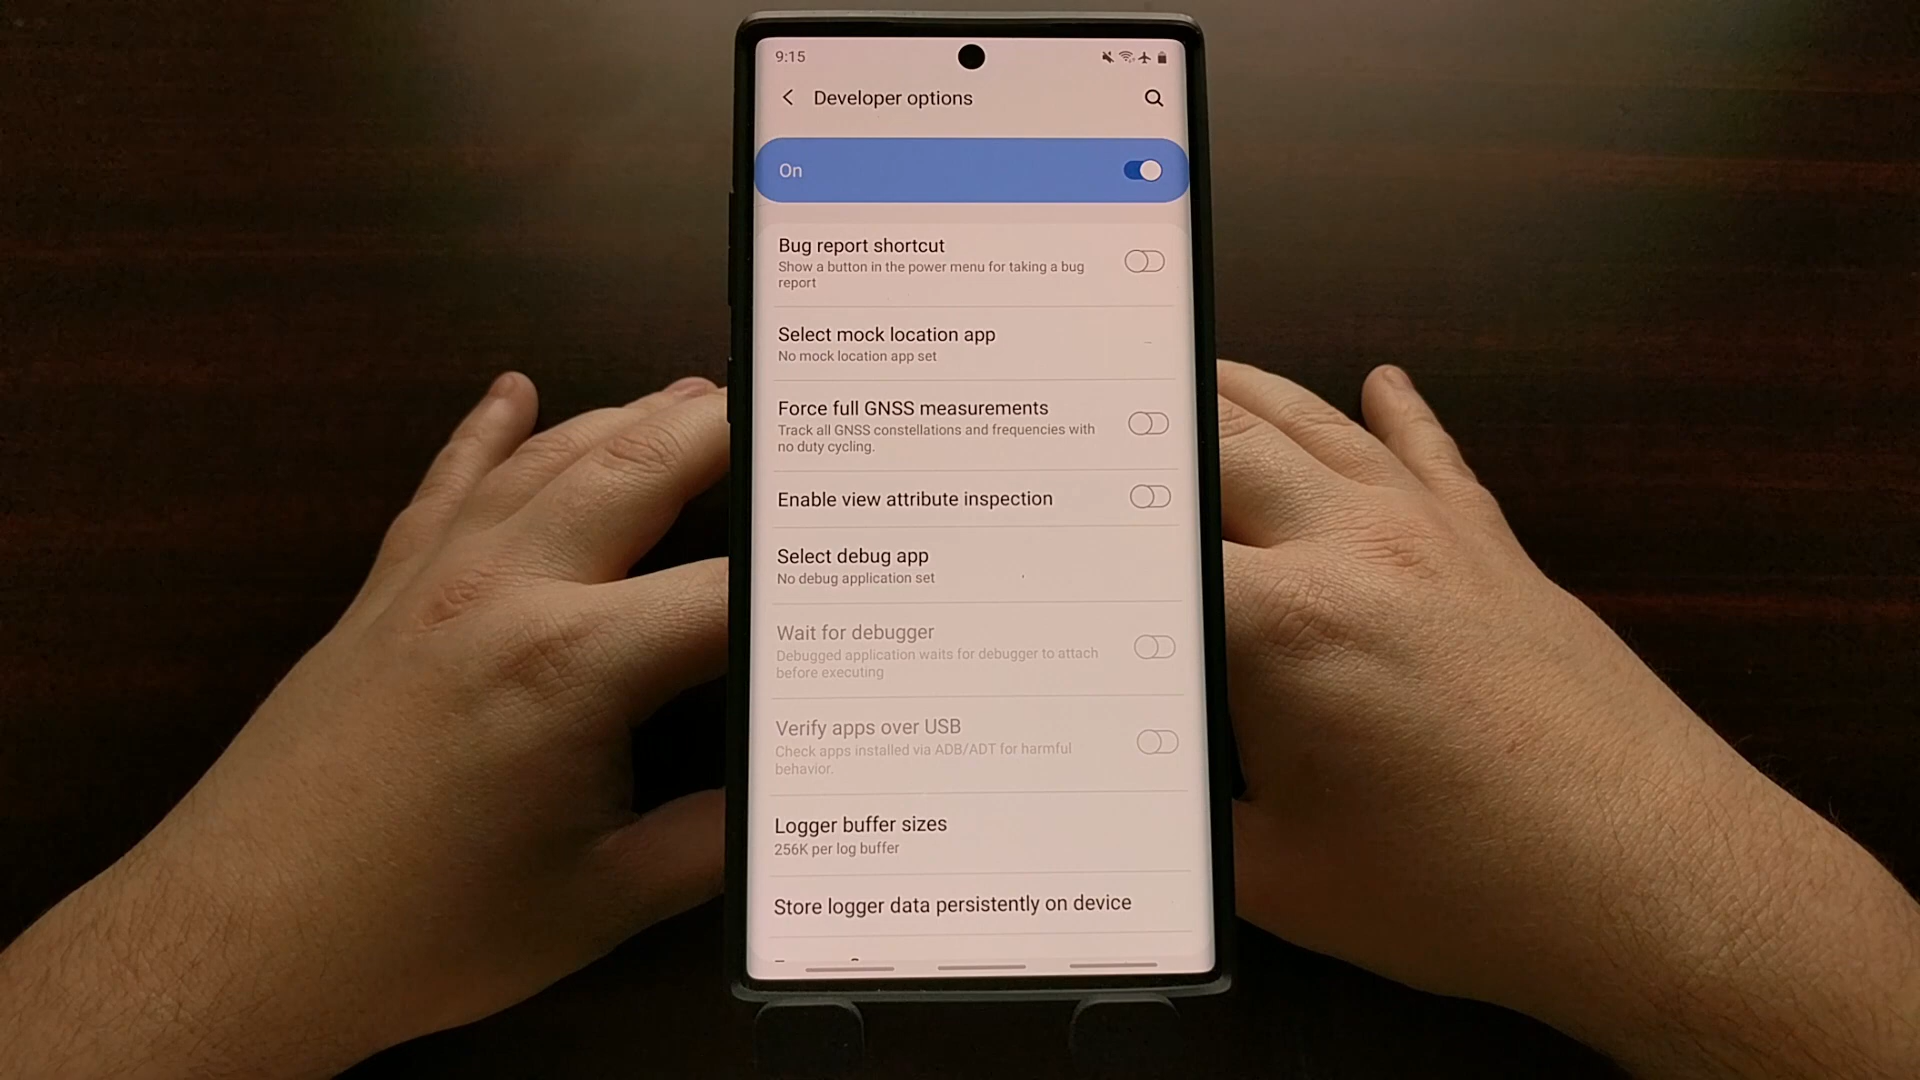 9:15
Developer options
On
Bug report shortcut
Show a button in the power menu for taking a bug
report
Select mock location app
No mock location app set
Force full GNSS measurements
Track all GNSS constellations and frequencies with
no duty cycling.
Enable view attribute inspection
Select debug app
No debug application set
Wait for debugger
Debugged application waits for debugger to attach
before executing
Verify apps over USB
Check apps installed via ADB/ADT for harmful
behavior.
Logger buffer sizes
256K per log buffer
Store logger data persistently on device